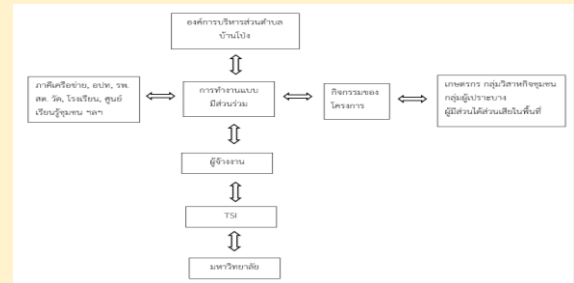 องค์การบริหารส่วนตำบล
บ้านโป่ง
ภาคีเครือข่าย, อปท, รพ.
สต. วัด, โรงเรียน, ศูนย์
เรียนรู้ชุมชน ฯลฯ
การทำงานแบบ
มีส่วนร่วม
กิจกรรมของ
โครงการ
เกษตรกร กลุ่มวิสาหกิจชุมชน
กลุ่มผู้เปราะบาง
ผู้มีส่วนได้ส่วนเสียในพื้นที่
ผู้จ้างงาน
TSI
มหาวิทยาลัย